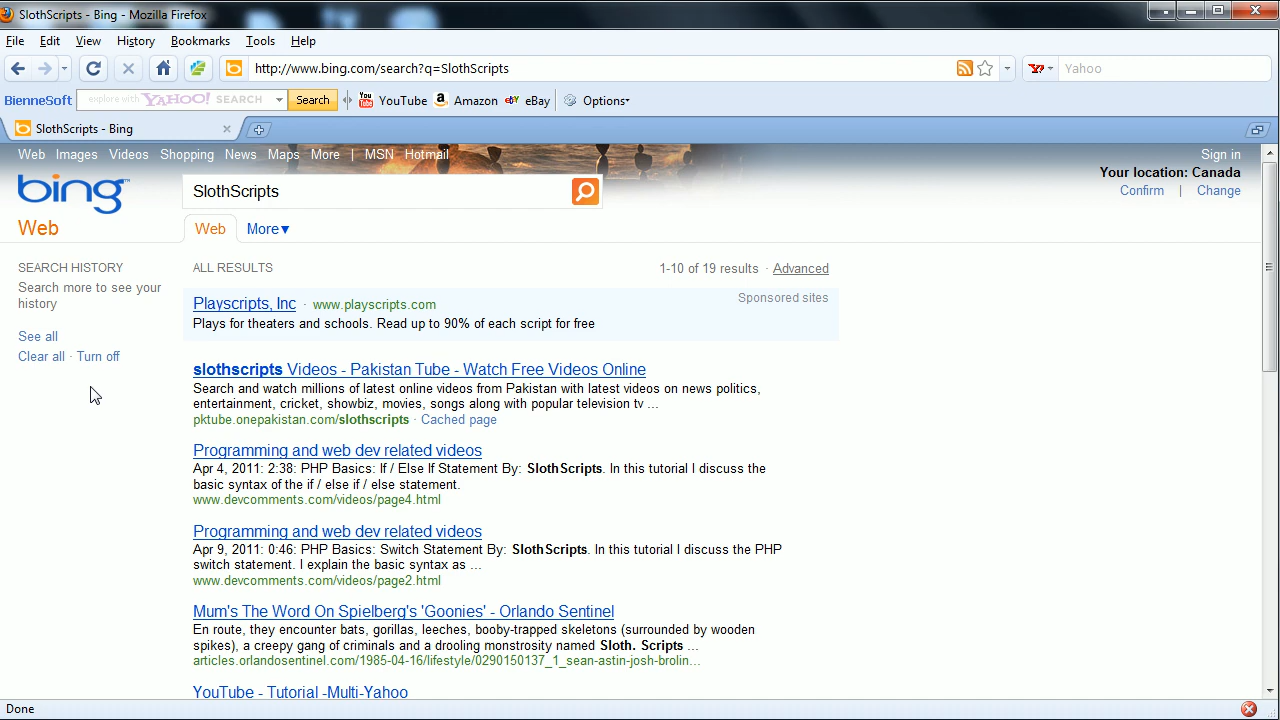 SlothScripts - Bing - Mozilla Firefox
File Edit View History Bookmarks Tools Help
http://www.bing.com/search?q=SlothScripts
Yahoo
BienneSoft explore with YAHOO! SEARCH Search You Tube YouTube Amazon eBay Options
SlothScripts - Bing
Web Images Videos Shopping News Maps More | MSN Hotmail
Sign in
Your location: Canada
Confirm | Change
bing
SlothScripts
Web
Web More
SEARCH HISTORY
Search more to see your
history
See all
Clear all · Turn off
ALL RESULTS
1-10 of 19 results · Advanced
Playscripts, Inc · www.playscripts.com
Sponsored sites
Plays for theaters and schools. Read up to 90% of each script for free
slothscripts Videos - Pakistan Tube - Watch Free Videos Online
Search and watch millions of latest online videos from Pakistan with latest videos on news politics,
entertainment, cricket, showbiz, movies, songs along with popular television tv ...
pktube.onepakistan.com/slothscripts · Cached page
Programming and web dev related videos
Apr 4, 2011: 2:38: PHP Basics: If / Else If Statement By: SlothScripts. In this tutorial I discuss the
basic syntax of the if / else if / else statement.
www.devcomments.com/videos/page4.html
Programming and web dev related videos
Apr 9, 2011: 0:46: PHP Basics: Switch Statement By: SlothScripts. In this tutorial I discuss the PHP
switch statement. I explain the basic syntax as ...
www.devcomments.com/videos/page2.html
Mum's The Word On Spielberg's 'Goonies' - Orlando Sentinel
En route, they encounter bats, gorillas, leeches, booby-trapped skeletons (surrounded by wooden
spikes), a creepy gang of criminals and a drooling monstrosity named Sloth. Scripts ...
articles.orlandosentinel.com/1985-04-16/lifestyle/0290150137_1_sean-astin-josh-brolin...
YouTube - Tutorial -Multi-Yahoo
Done